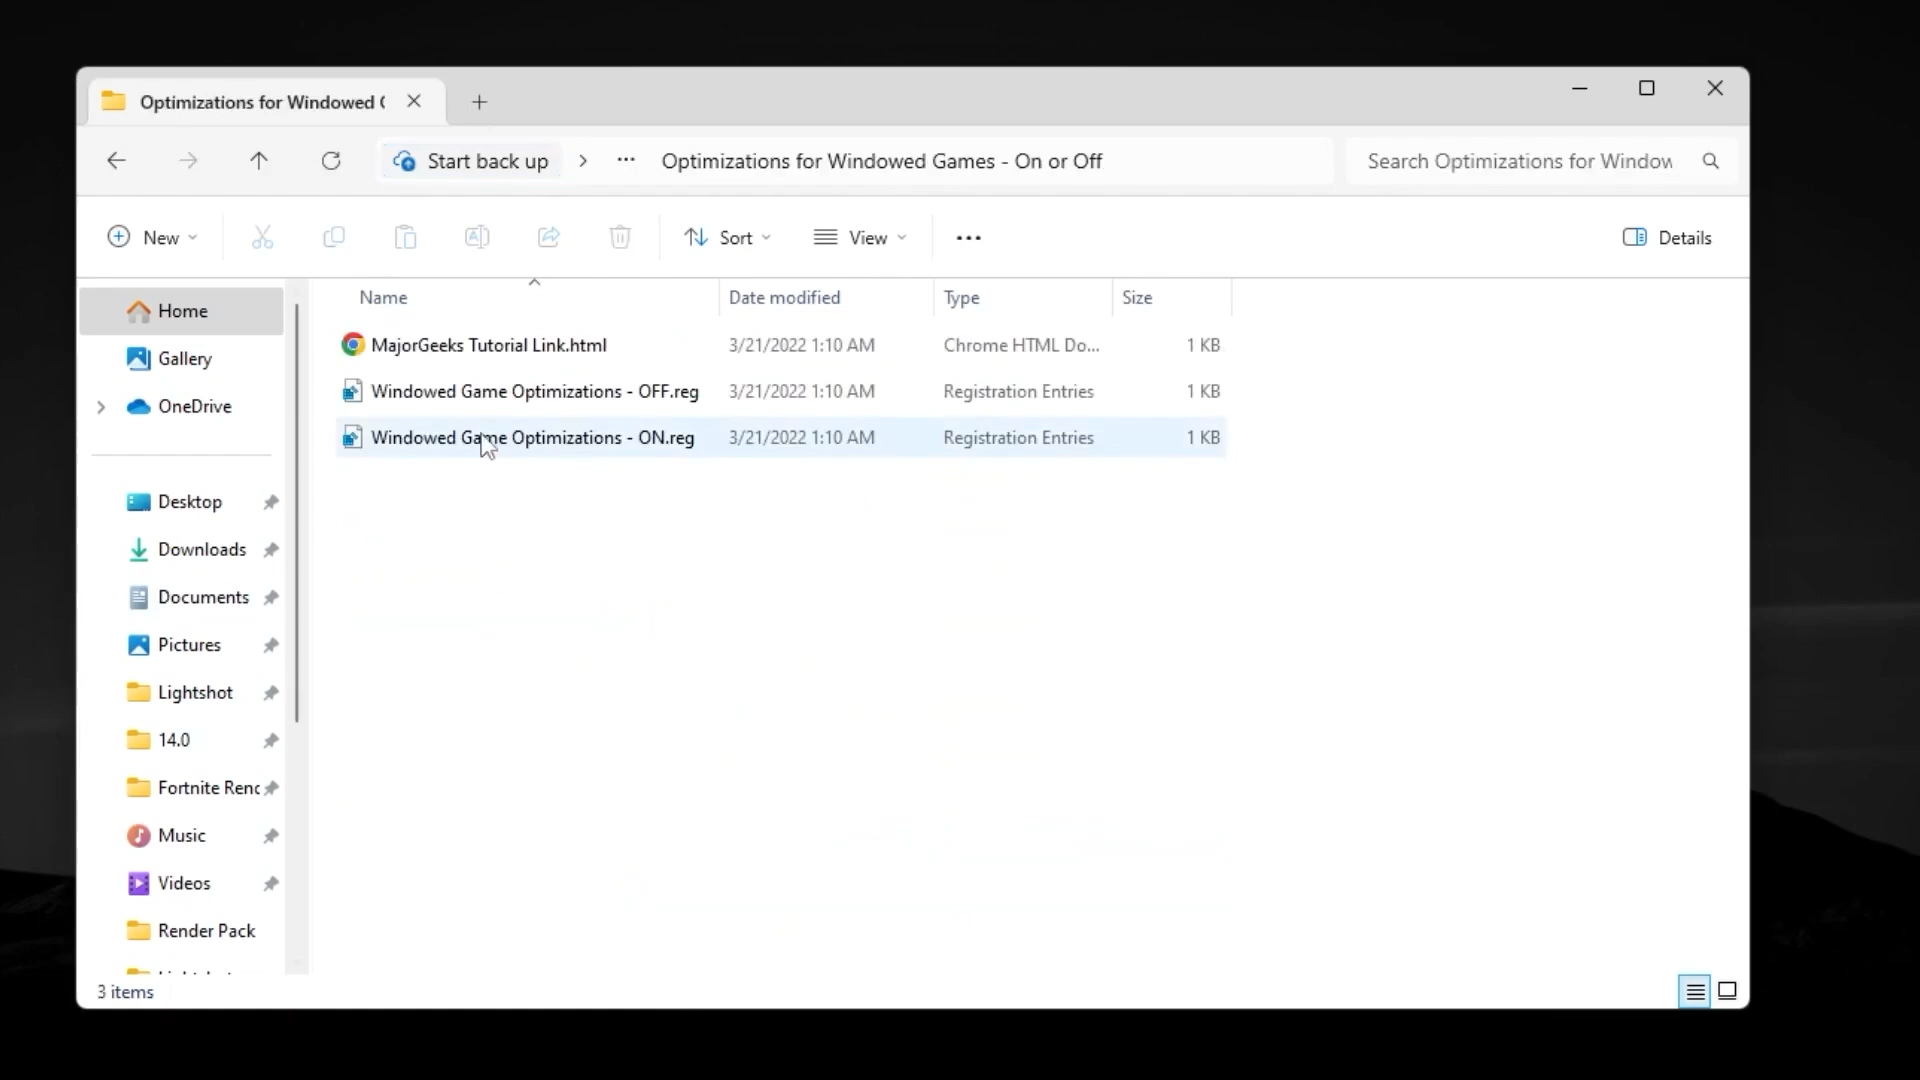 Optimizations for Windowed
Start back up > ... Optimizations for Windowed Games - On or Off
Search Optimizations for Window
New Sort View ... Details
Name Date modified Type Size
MajorGeeks Tutorial Link.html 3/21/2022 1:10 AM Chrome HTML Do... 1 KB
Windowed Game Optimizations - OFF.reg 3/21/2022 1:10 AM Registration Entries 1 KB
Windowed Game Optimizations - ON.reg 3/21/2022 1:10 AM Registration Entries 1 KB
Home
Gallery
OneDrive
Desktop
Downloads
Documents
Pictures
Lightshot
14.0
Fortnite Renc
Music
Videos
Render Pack
3 items